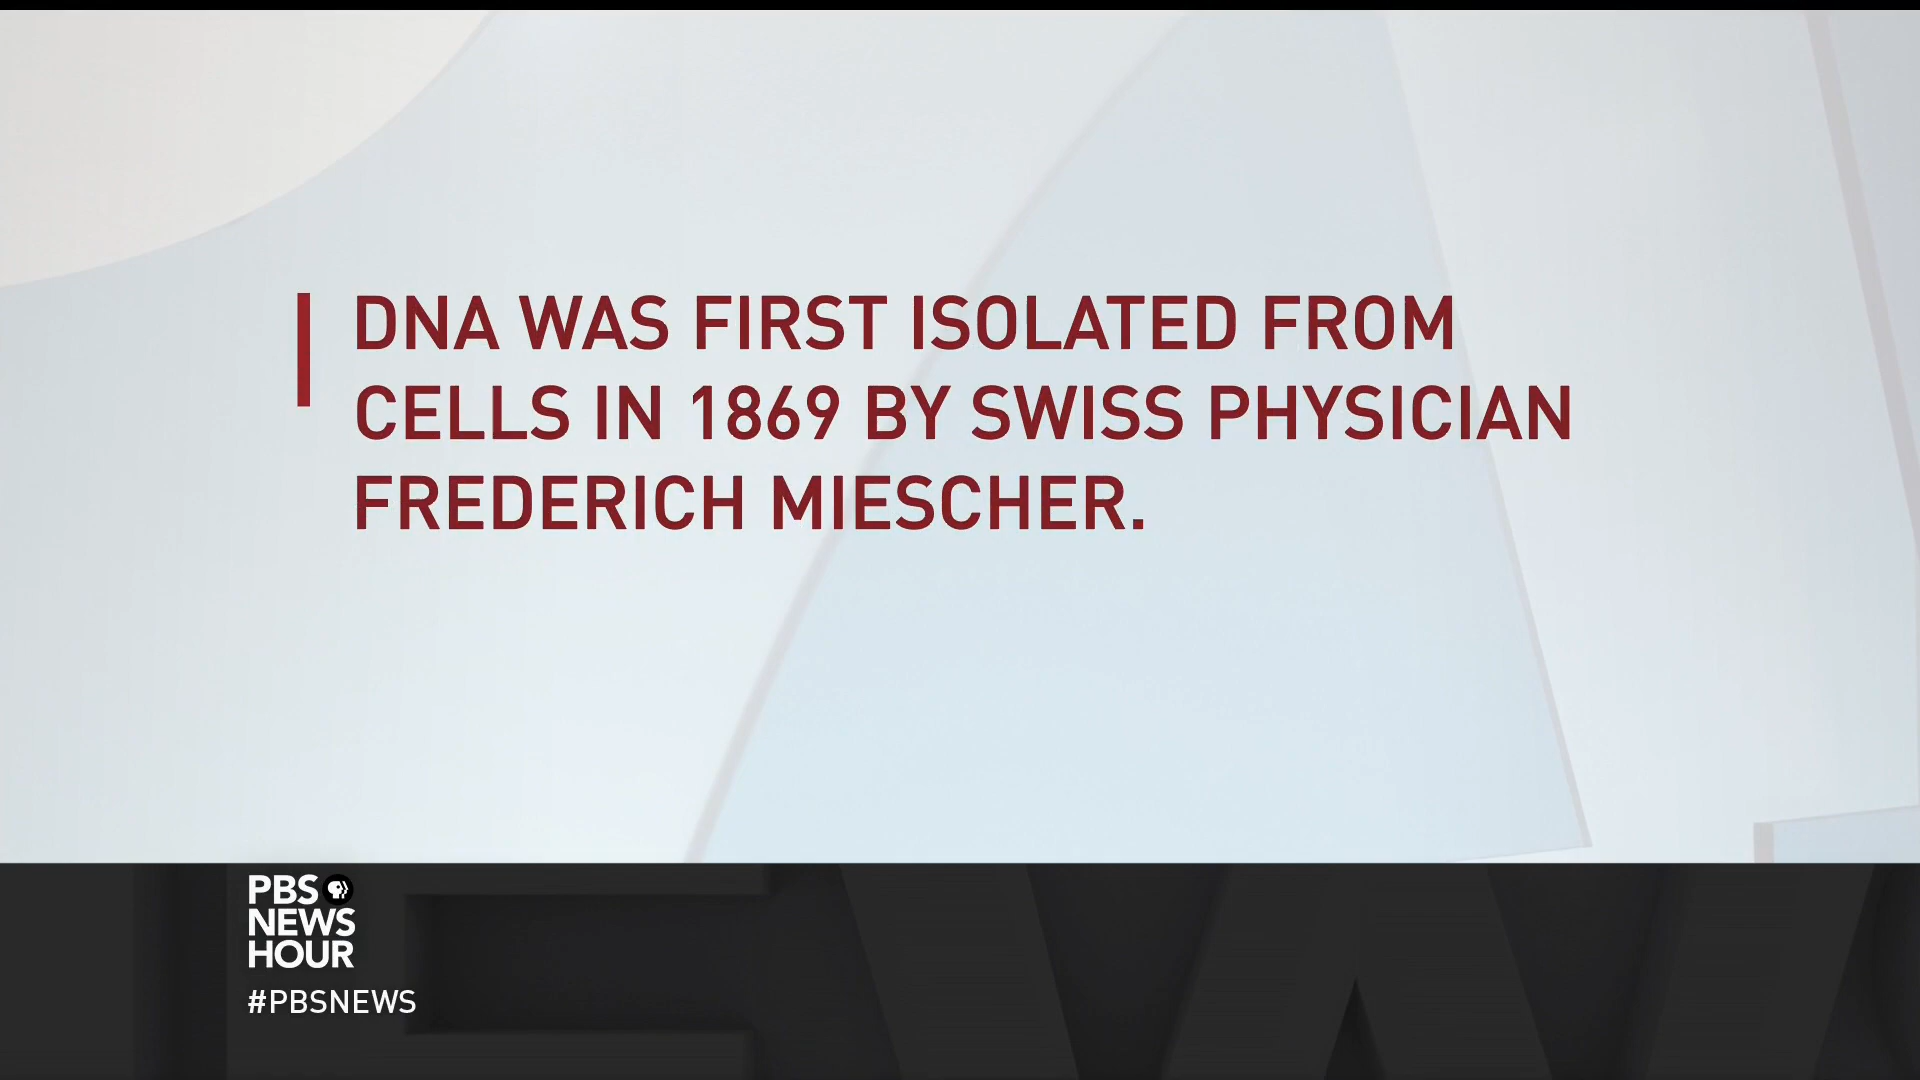 DNA WAS FIRST ISOLATED FROM
CELLS IN 1869 BY SWISS PHYSICIAN
FREDERICH MIESCHER.
PBS
NEWS
HOUR
#PBSNEWS